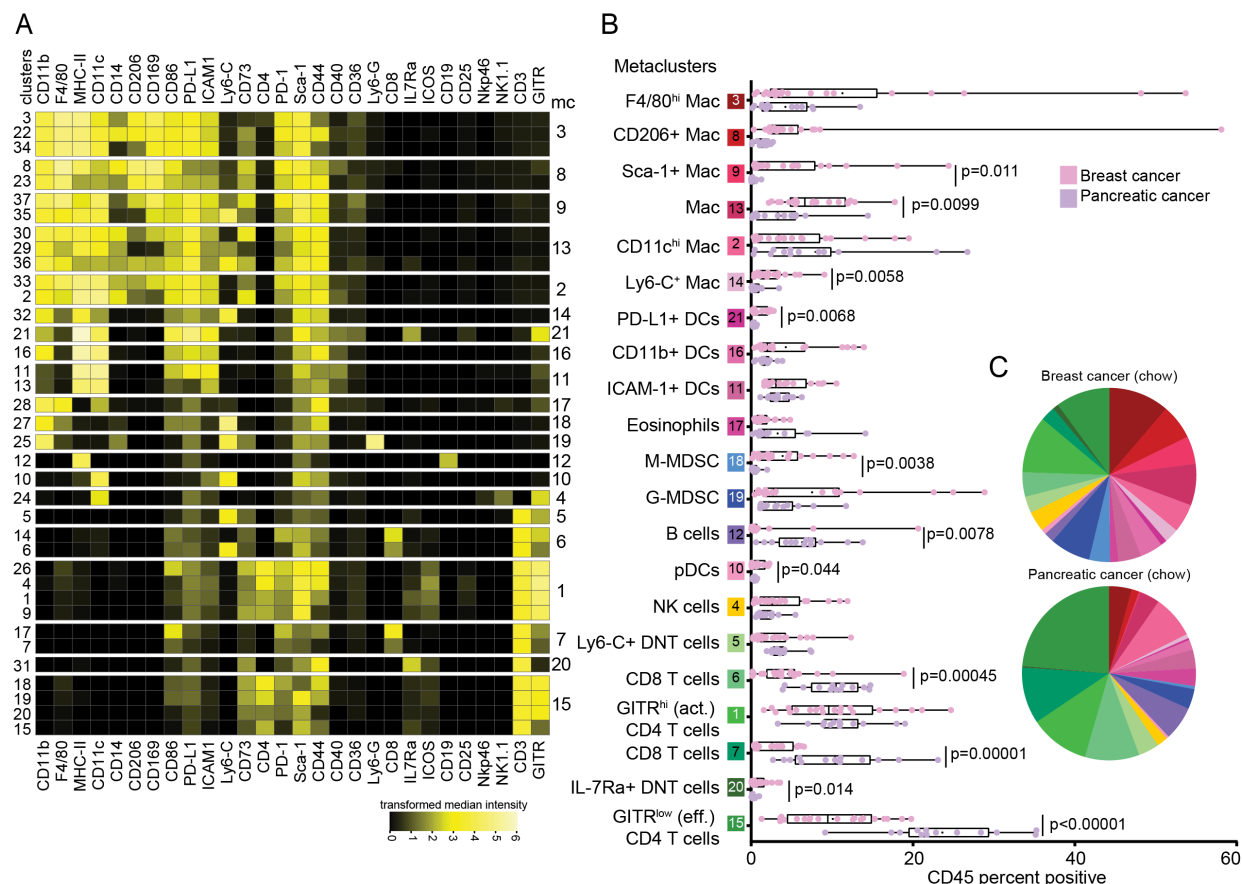 A
clusters
CD11b
F4/80
MHC-II
CD11c
CD14
CD206
CD169
CD86
PD-L1
ICAM1
Ly6-C
CD73
CD4
PD-1
Sca-1
CD44
CD40
CD36
Ly6-G
CD8
IL7Ra
ICOS
CD19
CD25
Nkp46
NK1.1
CD3
GITR
mc
3
22
34
3
8
23
8
37
35
9
30
29
36
13
33
2
2
32
14
21
21
16
16
11
13
11
28
17
27
18
25
19
12
12
10
10
24
4
5
5
14
6
6
26
4
1
9
1
17
7
7
31
20
18
19
20
15
15
CD11b
F4/80
MHC-II
CD11c
CD14
CD206
CD169
CD86
PD-L1
ICAM1
Ly6-C
CD73
CD4
PD-1
Sca-1
CD44
CD40
CD36
Ly6-G
CD8
IL7Ra
ICOS
CD19
CD25
Nkp46
NK1.1
CD3
GITR
transformed median intensity
0 1 2 3 4 5 6
B
Metaclusters
F4/80hi Mac 3
CD206+ Mac 8
Sca-1+ Mac 9 p=0.011
Mac 13 p=0.0099
CD11chi Mac 2
Ly6-C+ Mac 14 p=0.0058
PD-L1+ DCs 21 p=0.0068
CD11b+ DCs 16
ICAM-1+ DCs 11
Eosinophils 17
M-MDSC 18 p=0.0038
G-MDSC 19
B cells 12 p=0.0078
pDCs 10 p=0.044
NK cells 4
Ly6-C+ DNT cells 5
CD8 T cells 6 p=0.00045
GITRhi (act.)
CD4 T cells 1
CD8 T cells 7 p=0.00001
IL-7Ra+ DNT cells 20 p=0.014
GITRlow (eff.)
CD4 T cells 15 p<0.00001
0 20 40 60
CD45 percent positive
Breast cancer
Pancreatic cancer
C
Breast cancer (chow)
Pancreatic cancer (chow)